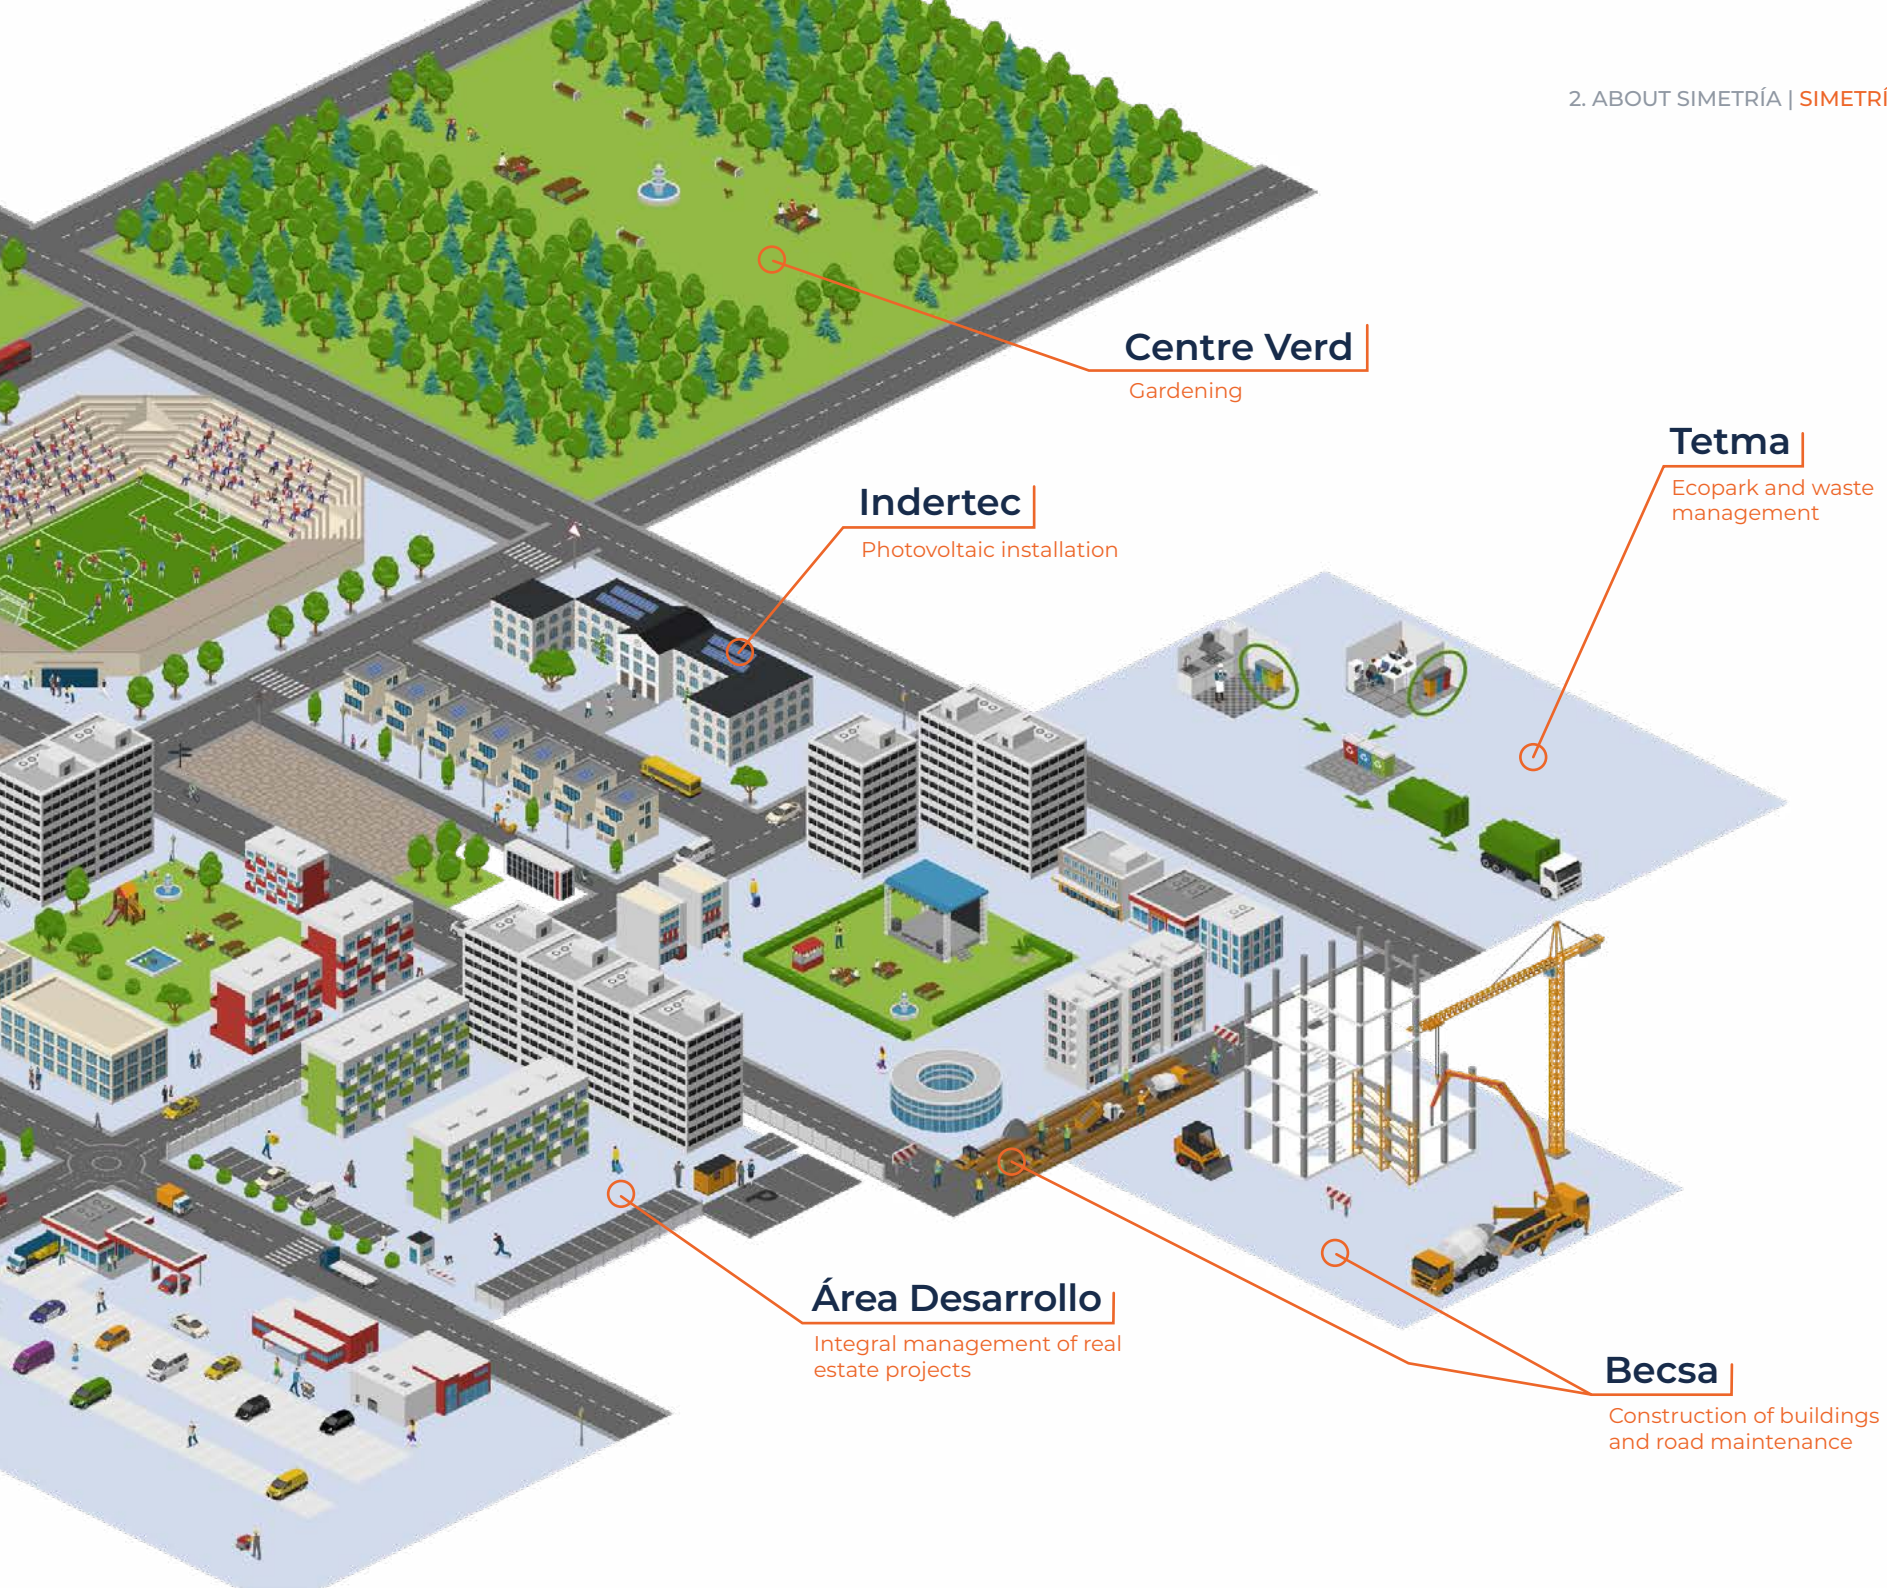 2. ABOUT SIMETRÍA | SIMETRÍ
Centre Verd
Gardening
Tetma
Ecopark and waste
management
Indertec
Photovoltaic installation
P
Área Desarrollo
Integral management of real
estate projects
Becsa
Construction of buildings
and road maintenance